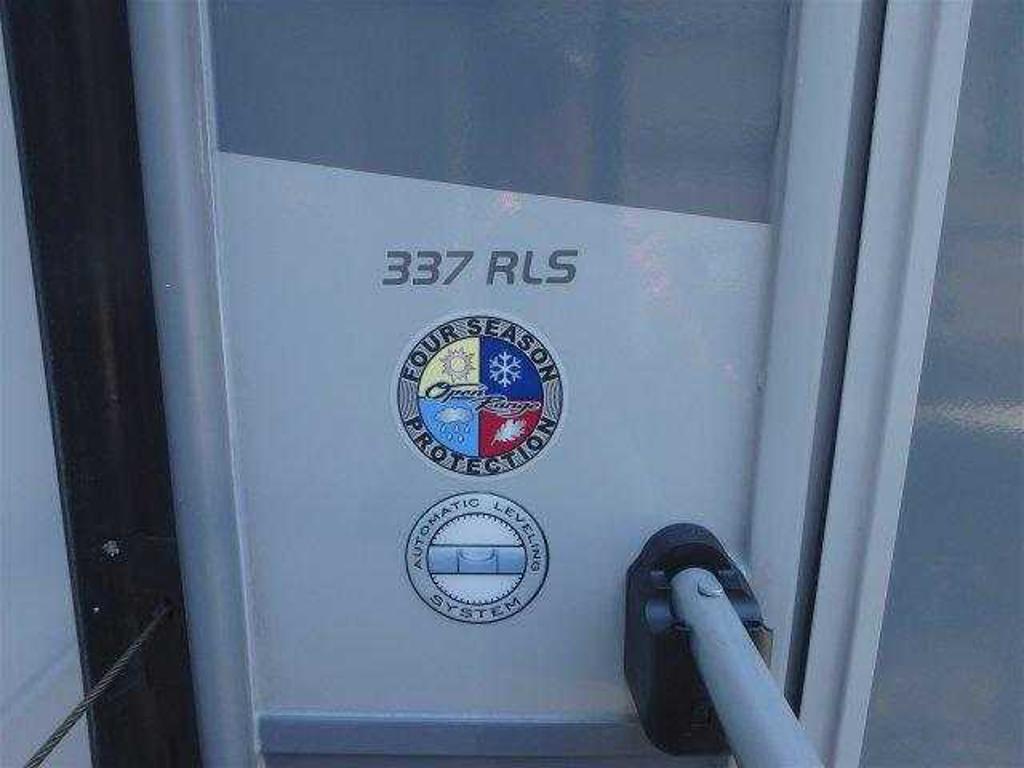 337 RLS
FOUR SEASON
Open Range
PROTECTION
AUTOMATIC LEVELING
SYSTEM